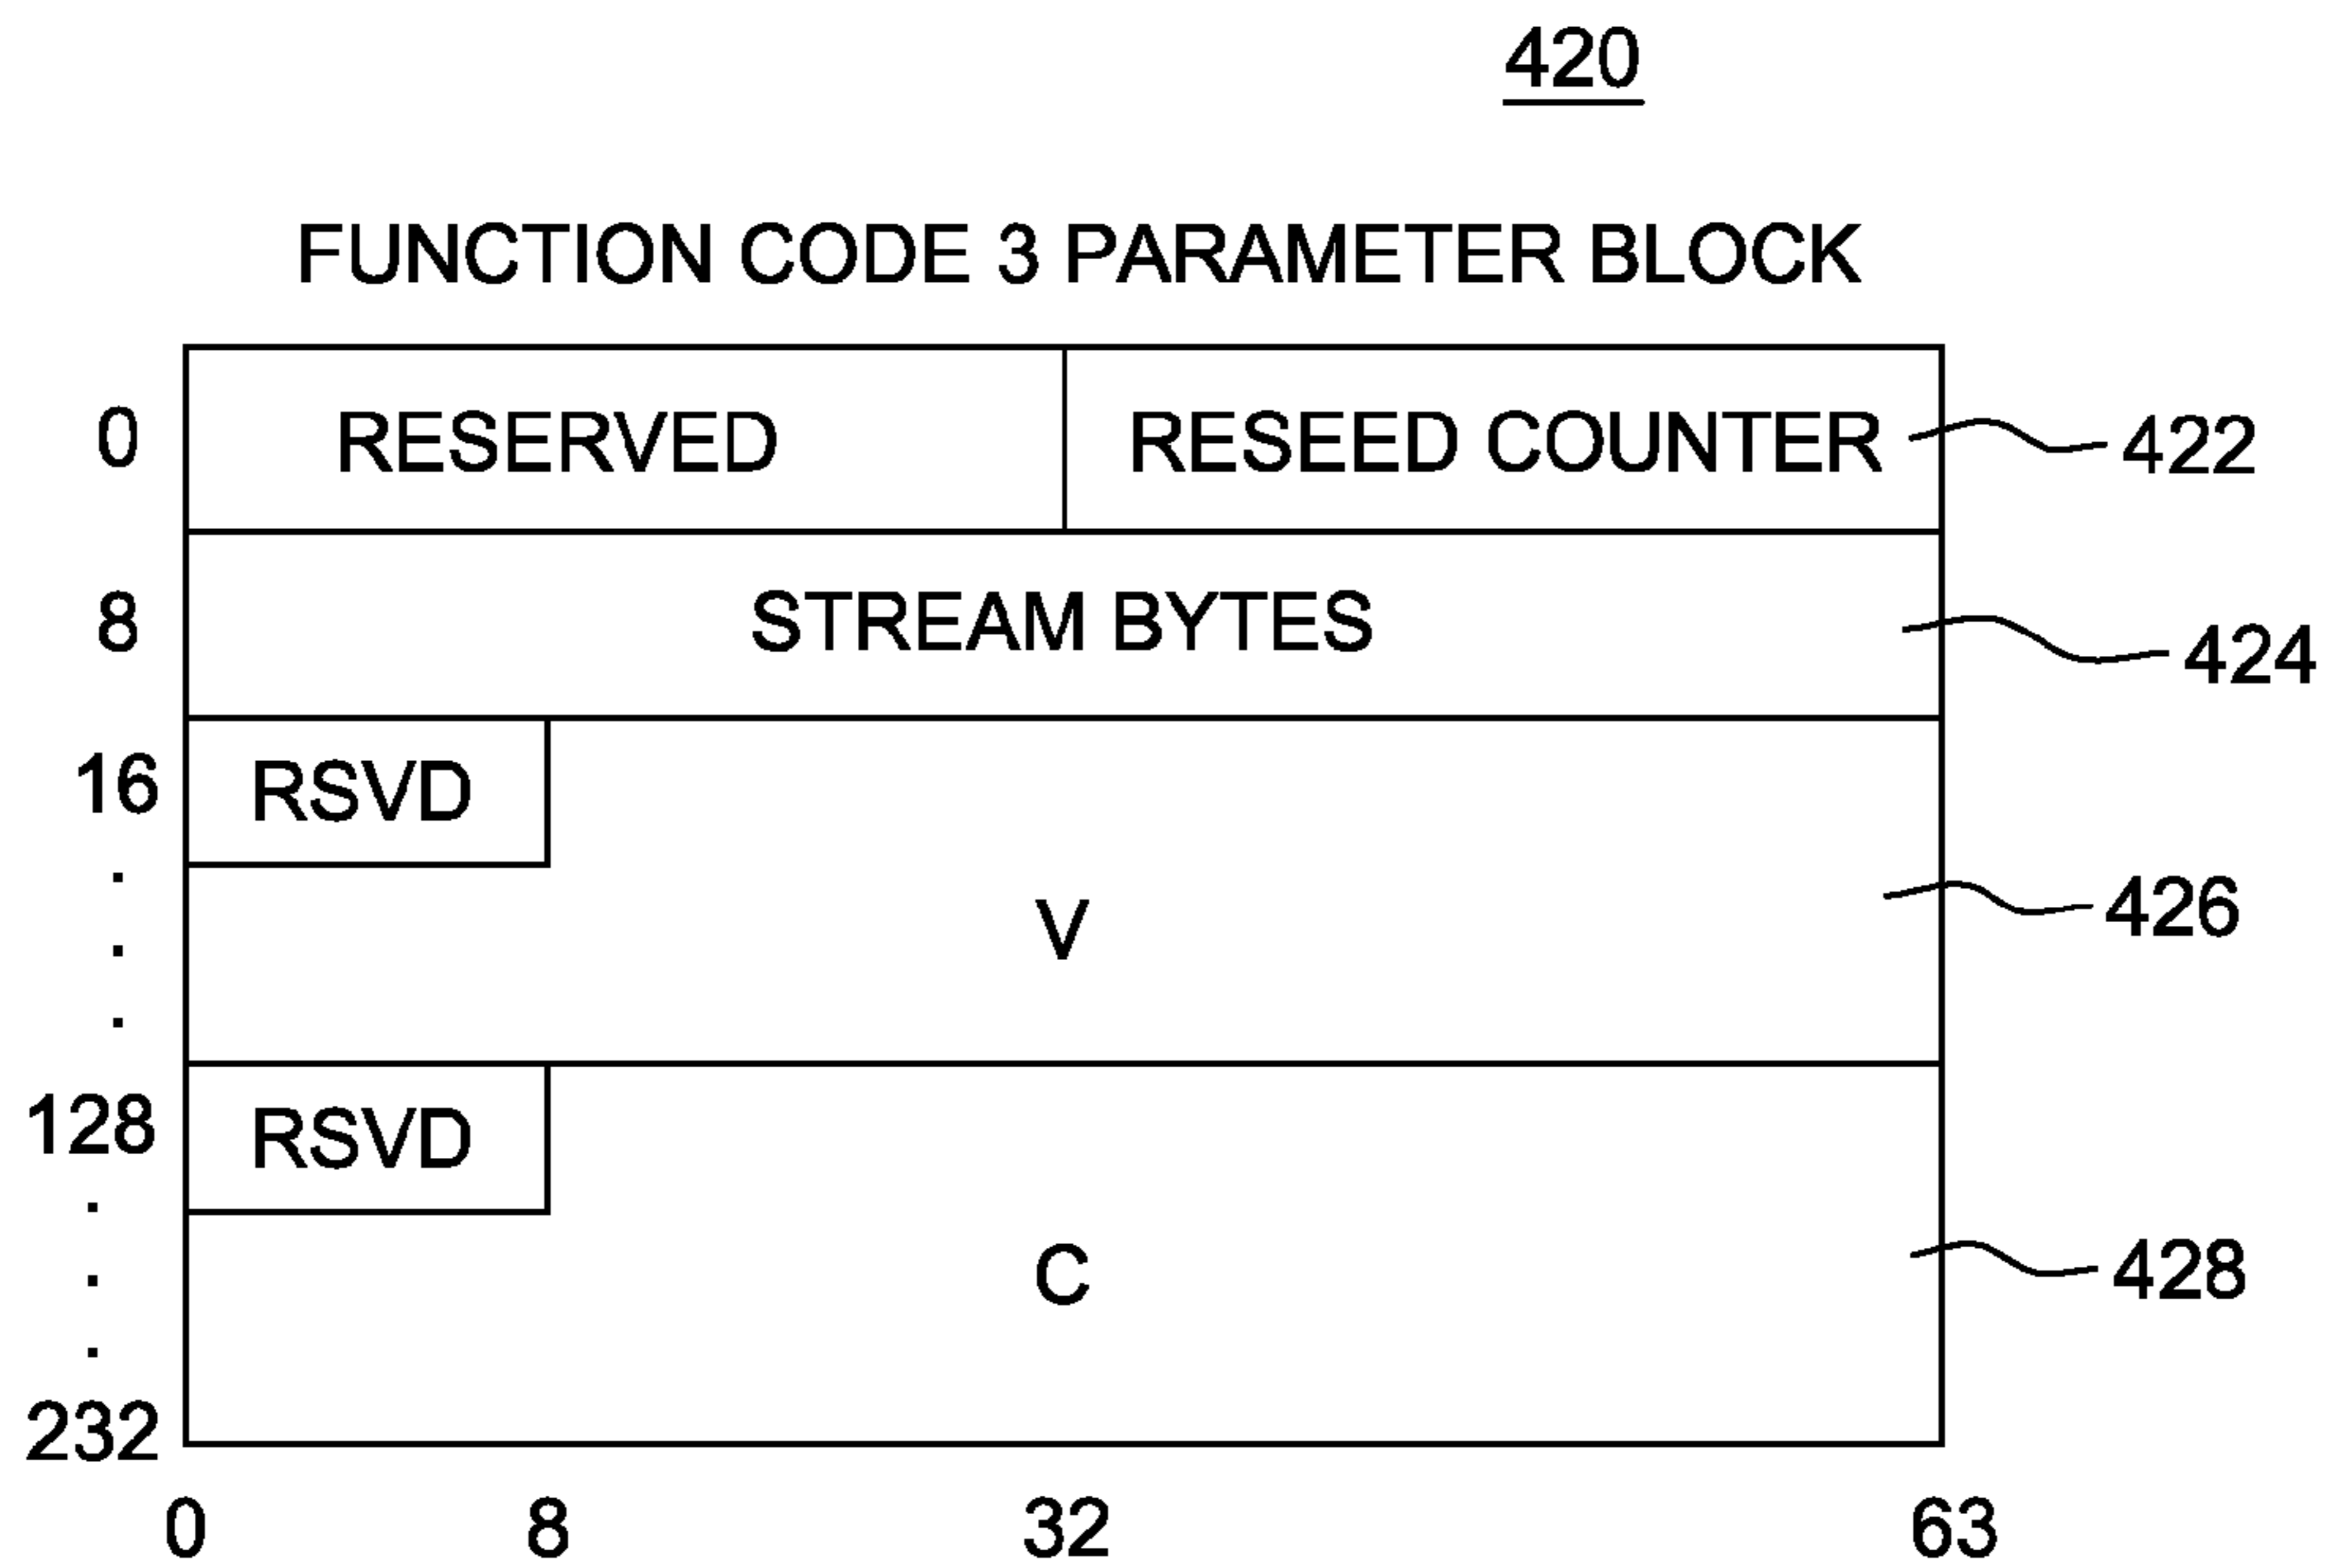 420
FUNCTION CODE 3 PARAMETER BLOCK
0 RESERVED RESEED COUNTER 422
8 STREAM BYTES 424
16 RSVD
V 426
128 RSVD
C 428
232
0 8 32 63